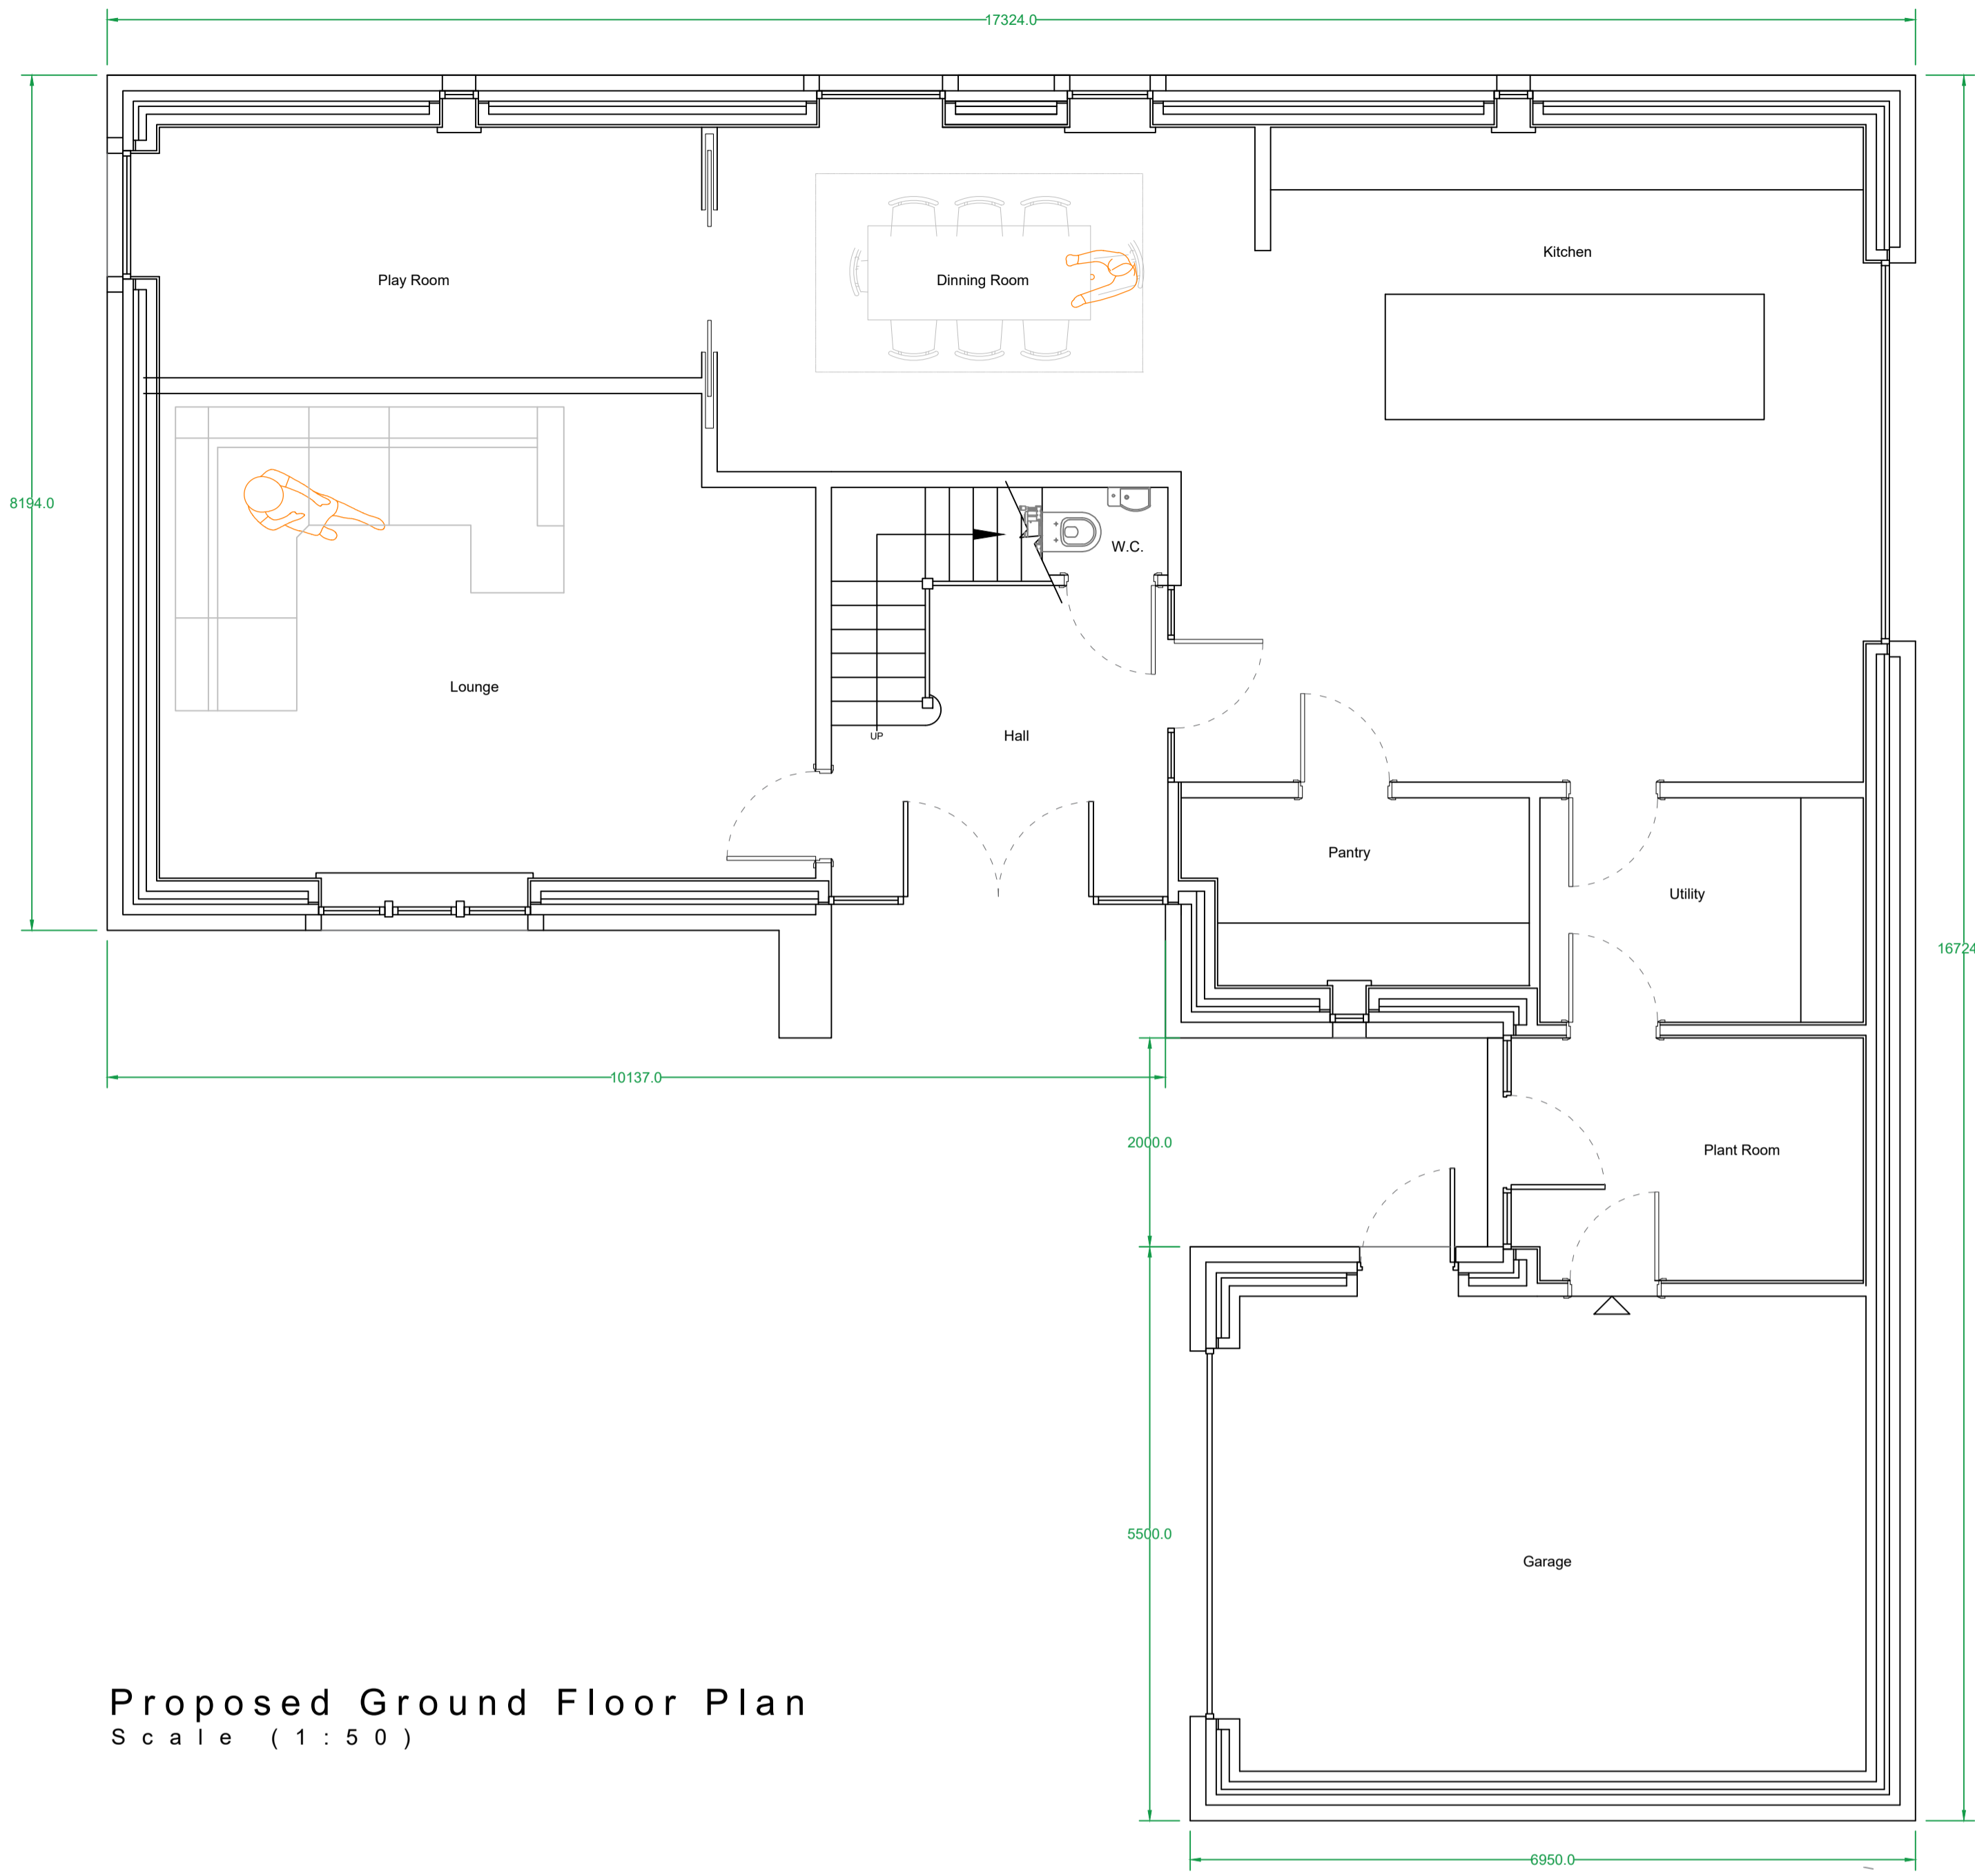 17324.0
Kitchen
Play Room
Dinning Room
8194.0
W.C.
Lounge
UP
Hall
Pantry
Utility
16724
10137.0
2000.0
Plant Room
5500.0
Garage
Proposed Ground Floor Plan
Scale (1:50)
6950.0